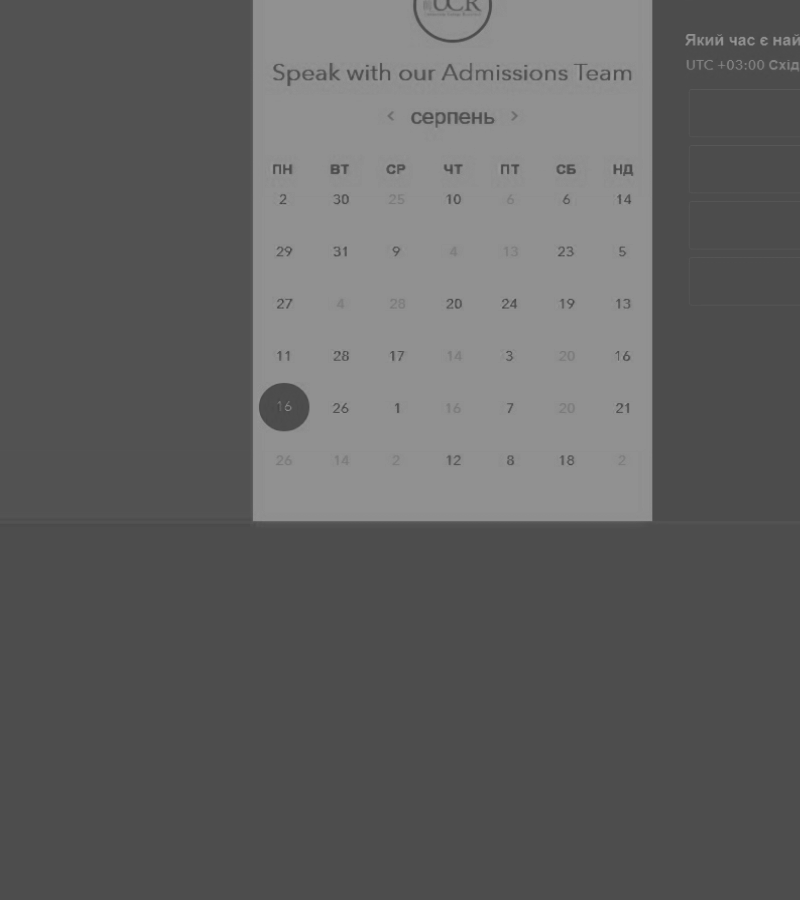 UCR
Speak with our Admissions Team
< серпень >
ПН ВТ СР ЧТ ПТ СБ НД
2 30 25 10 6 6 14
29 31 9 4 13 23 5
27 4 28 20 24 19 13
11 28 17 14 3 20 16
16 26 1 16 7 20 21
26 14 2 12 8 18 2
Який час є най
UTC +03:00 Схід